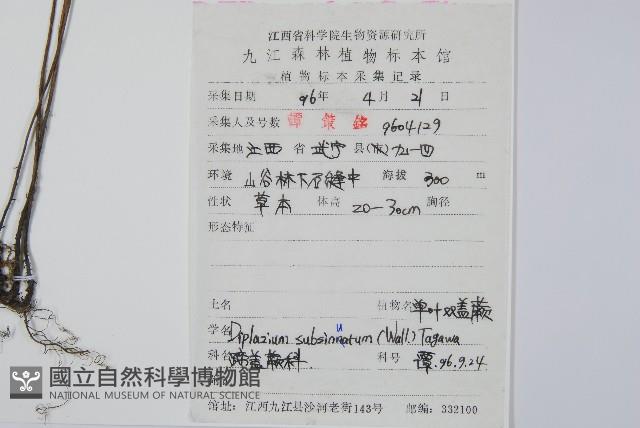 江西省科学院生物资源研究所
九江森林植物标本馆
植物标本采集记录
采集日期 96年 4月 21日
采集人及号数 譚策銘 9604129
采集地 江西 省 武宁 县(市) 九一四
环境 山谷林下石缝中 海拔 300 m
性状 草本 体高 20-30cm 胸径
形态特征
土名 植物名 单叶双盖蕨
学名 Diplazium subsinuatum (Wall.) Tagawa
科名 蹄盖蕨科 科号 譚.96.9.24
國立自然科學博物館
NATIONAL MUSEUM OF NATURAL SCIENCE
馆址：江西九江县沙河老街143号 邮编：332100